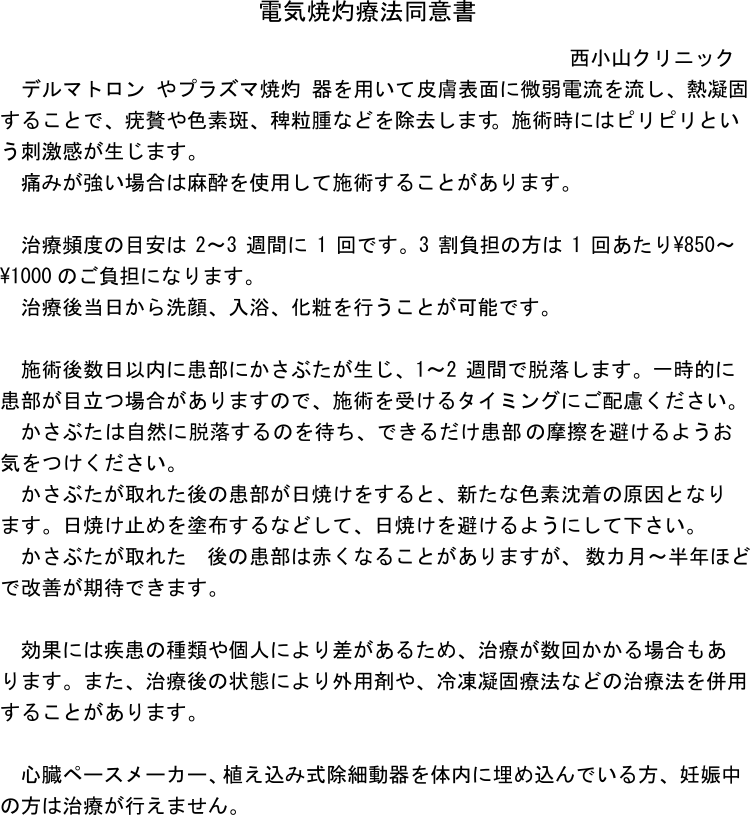 電気焼灼療法同意書
西小山クリニック
デルマトロン やプラズマ焼灼 器を用いて皮膚表面に微弱電流を流し、熱凝固
することで、疣贅や色素斑、稗粒腫などを除去します。施術時にはピリピリとい
う刺激感が生じます。
痛みが強い場合は麻酔を使用して施術することがあります。
治療頻度の目安は 2～3 週間に 1 回です。3 割負担の方は 1 回あたり¥850～
¥1000 のご負担になります。
治療後当日から洗顔、入浴、化粧を行うことが可能です。
施術後数日以内に患部にかさぶたが生じ、1～2 週間で脱落します。一時的に
患部が目立つ場合がありますので、施術を受けるタイミングにご配慮ください。
かさぶたは自然に脱落するのを待ち、できるだけ患部の摩擦を避けるようお
気をつけください。
かさぶたが取れた後の患部が日焼けをすると、新たな色素沈着の原因となり
ます。日焼け止めを塗布するなどして、日焼けを避けるようにして下さい。
かさぶたが取れた　後の患部は赤くなることがありますが、数カ月～半年ほど
で改善が期待できます。
効果には疾患の種類や個人により差があるため、治療が数回かかる場合もあ
ります。また、治療後の状態により外用剤や、冷凍凝固療法などの治療法を併用
することがあります。
心臓ペースメーカー、植え込み式除細動器を体内に埋め込んでいる方、妊娠中
の方は治療が行えません。